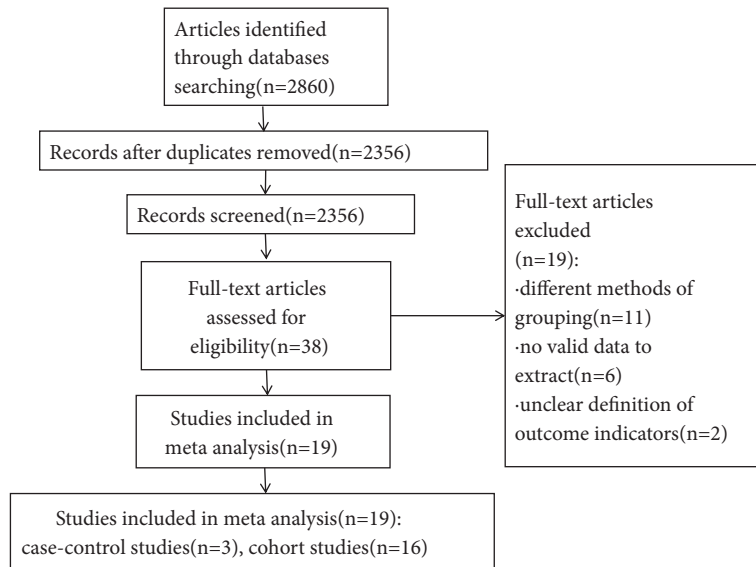 Articles identified
through databases
searching(n=2860)
Records after duplicates removed(n=2356)
Records screened(n=2356)
Full-text articles
assessed for
eligibility(n=38)
Full-text articles
excluded
(n=19):
·different methods of
grouping(n=11)
·no valid data to
extract(n=6)
·unclear definition of
outcome indicators(n=2)
Studies included in
meta analysis(n=19)
Studies included in meta analysis(n=19):
case-control studies(n=3), cohort studies(n=16)